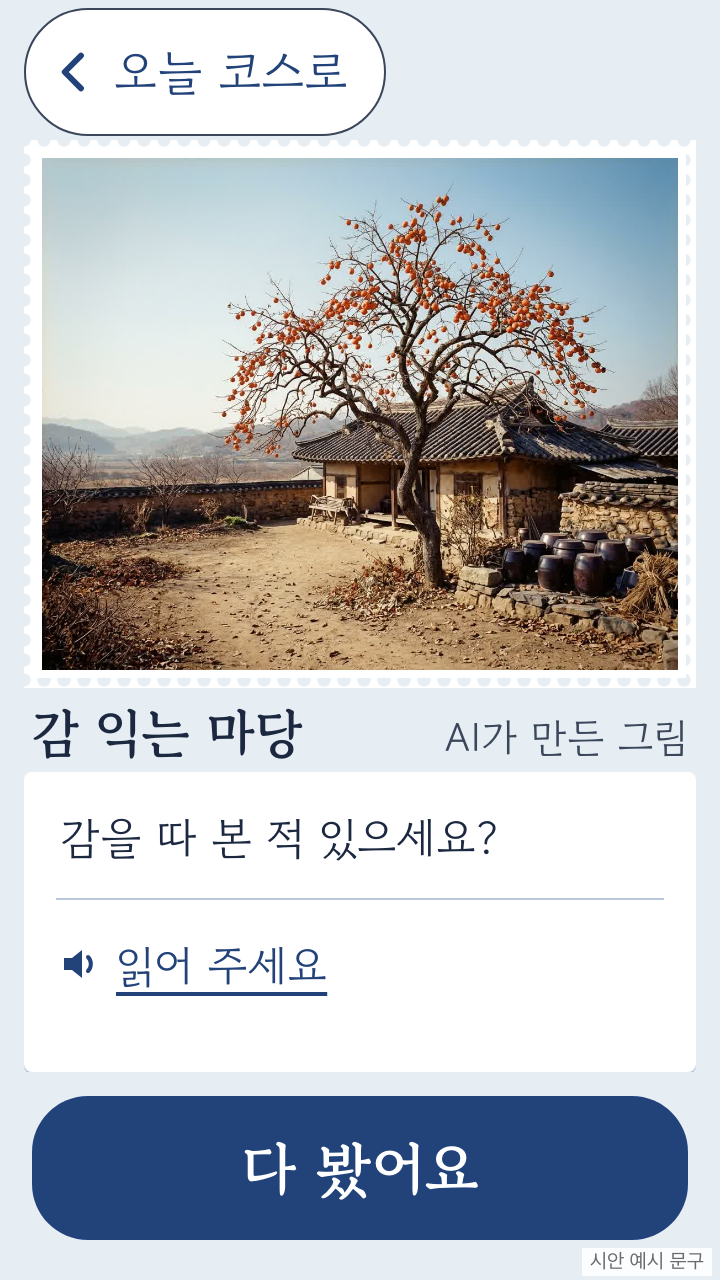 오늘 코스로
감 익는 마당
AI가 만든 그림
감을 따 본 적 있으세요?
읽어 주세요
다 봤어요
시안 예시 문구